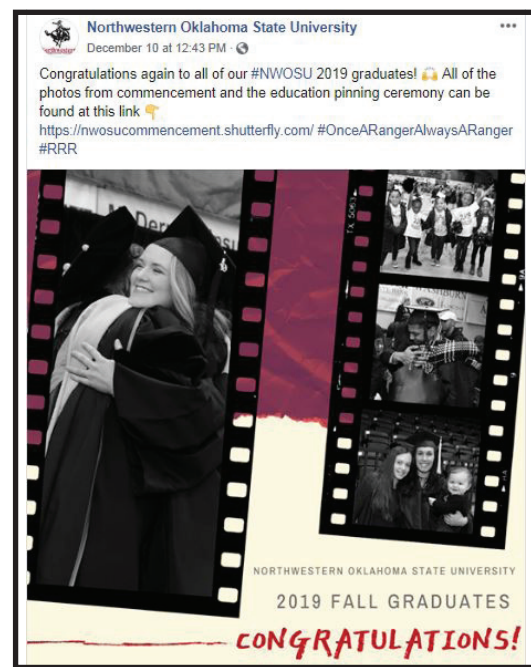 Northwestern Oklahoma State University
December 10 at 12:43 PM ·
Congratulations again to all of our #NWOSU 2019 graduates! 🙌 All of the
photos from commencement and the education pinning ceremony can be
found at this link 👇
https://nwosucommencement.shutterfly.com/ #OnceARangerAlwaysARanger
#RRR
TX 5063
NORTHWESTERN OKLAHOMA STATE UNIVERSITY
2019 FALL GRADUATES
CONGRATULATIONS!